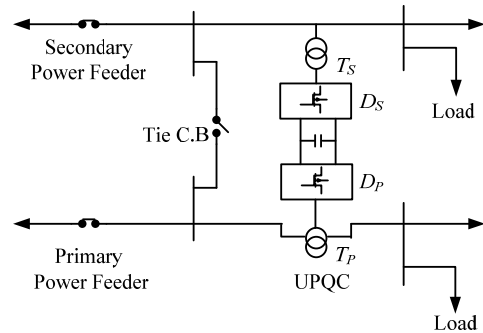 Secondary
Power Feeder
T_S
D_S
Load
Tie C.B
D_P
Primary
Power Feeder
T_P
UPQC
Load